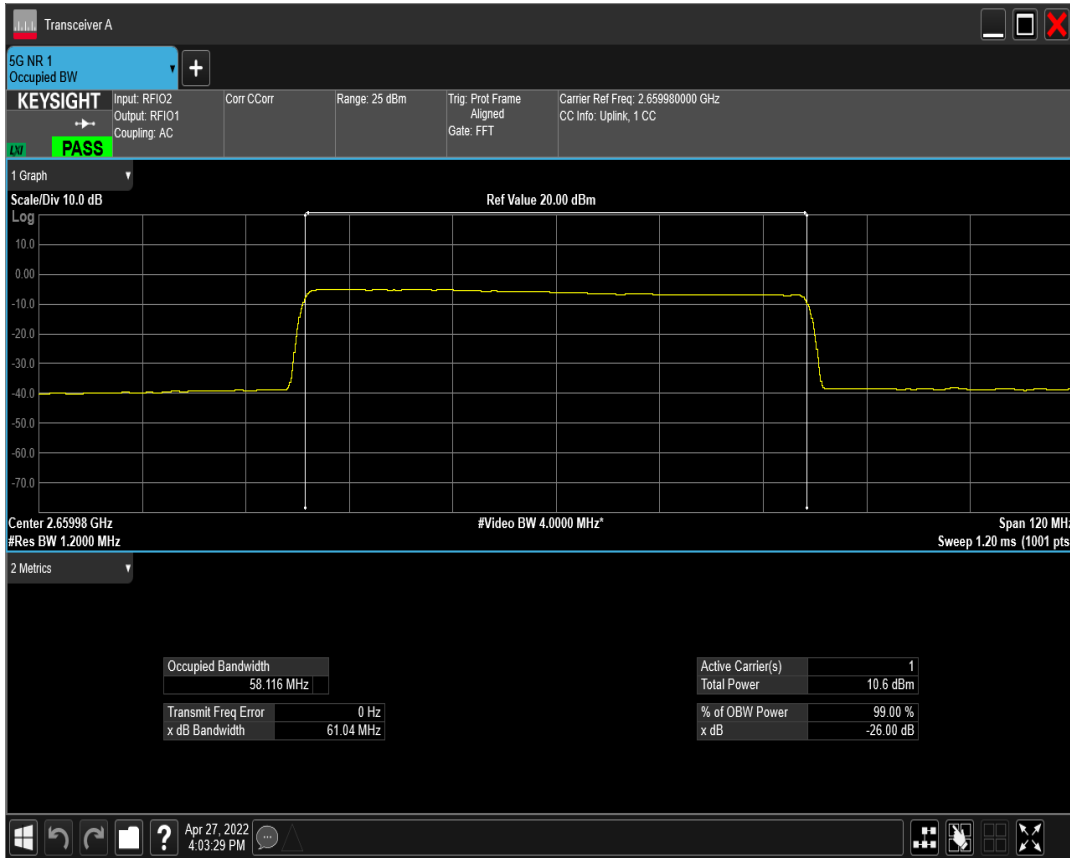 Transceiver A
5G NR 1
Occupied BW
+
KEYSIGHT
LXI
PASS
Input: RFIO2
Output: RFIO1
Coupling: AC
Corr CCorr
Range: 25 dBm
Trig: Prot Frame
Aligned
Gate: FFT
Carrier Ref Freq: 2.659980000 GHz
CC Info: Uplink, 1 CC
1 Graph
Scale/Div 10.0 dB
Ref Value 20.00 dBm
Log
10.0
0.00
-10.0
-20.0
-30.0
-40.0
-50.0
-60.0
-70.0
Center 2.65998 GHz
#Video BW 4.0000 MHz*
Span 120 MHz
#Res BW 1.2000 MHz
Sweep 1.20 ms (1001 pts
2 Metrics
Occupied Bandwidth
58.116 MHz
Transmit Freq Error 0 Hz
x dB Bandwidth 61.04 MHz
Active Carrier(s) 1
Total Power 10.6 dBm
% of OBW Power 99.00 %
x dB -26.00 dB
?
Apr 27, 2022
4:03:29 PM